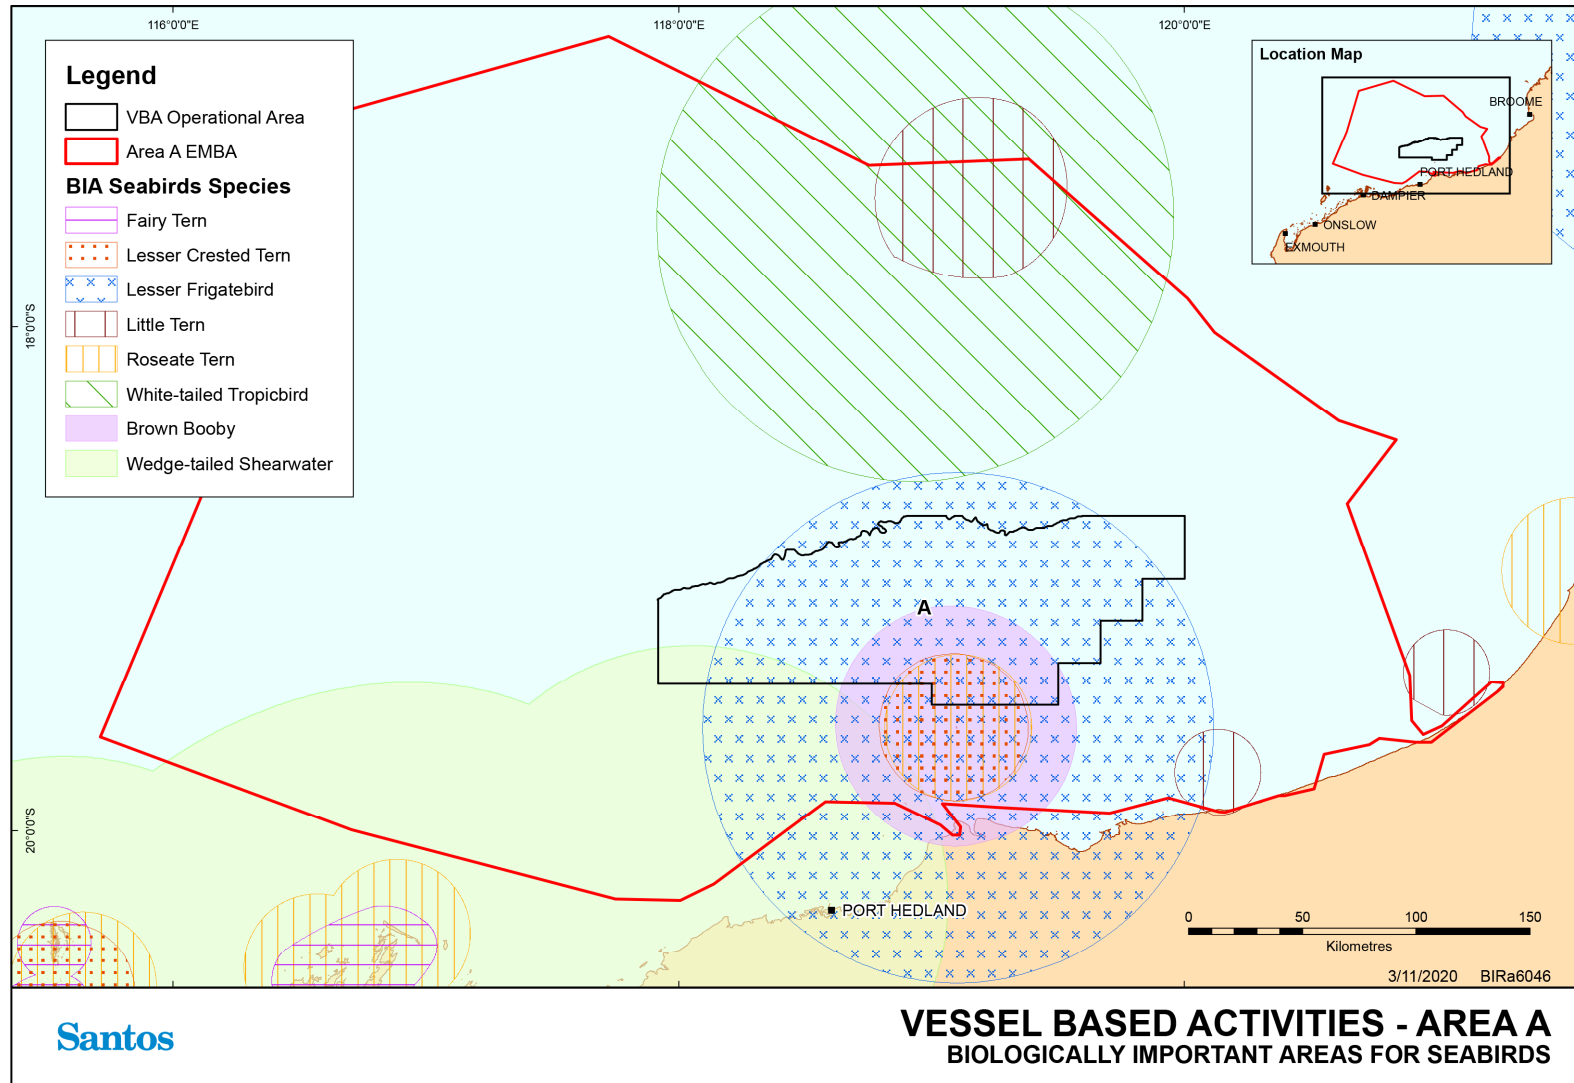 116°0'0"E
118°0'0"E
120°0'0"E
18°0'0"S
20°0'0"S
Legend
VBA Operational Area
Area A EMBA
BIA Seabirds Species
Fairy Tern
Lesser Crested Tern
Lesser Frigatebird
Little Tern
Roseate Tern
White-tailed Tropicbird
Brown Booby
Wedge-tailed Shearwater
Location Map
BROOME
PORT HEDLAND
DAMPIER
ONSLOW
EXMOUTH
A
PORT HEDLAND
0 50 100 150
Kilometres
3/11/2020 BIRa6046
Santos
VESSEL BASED ACTIVITIES - AREA A
BIOLOGICALLY IMPORTANT AREAS FOR SEABIRDS